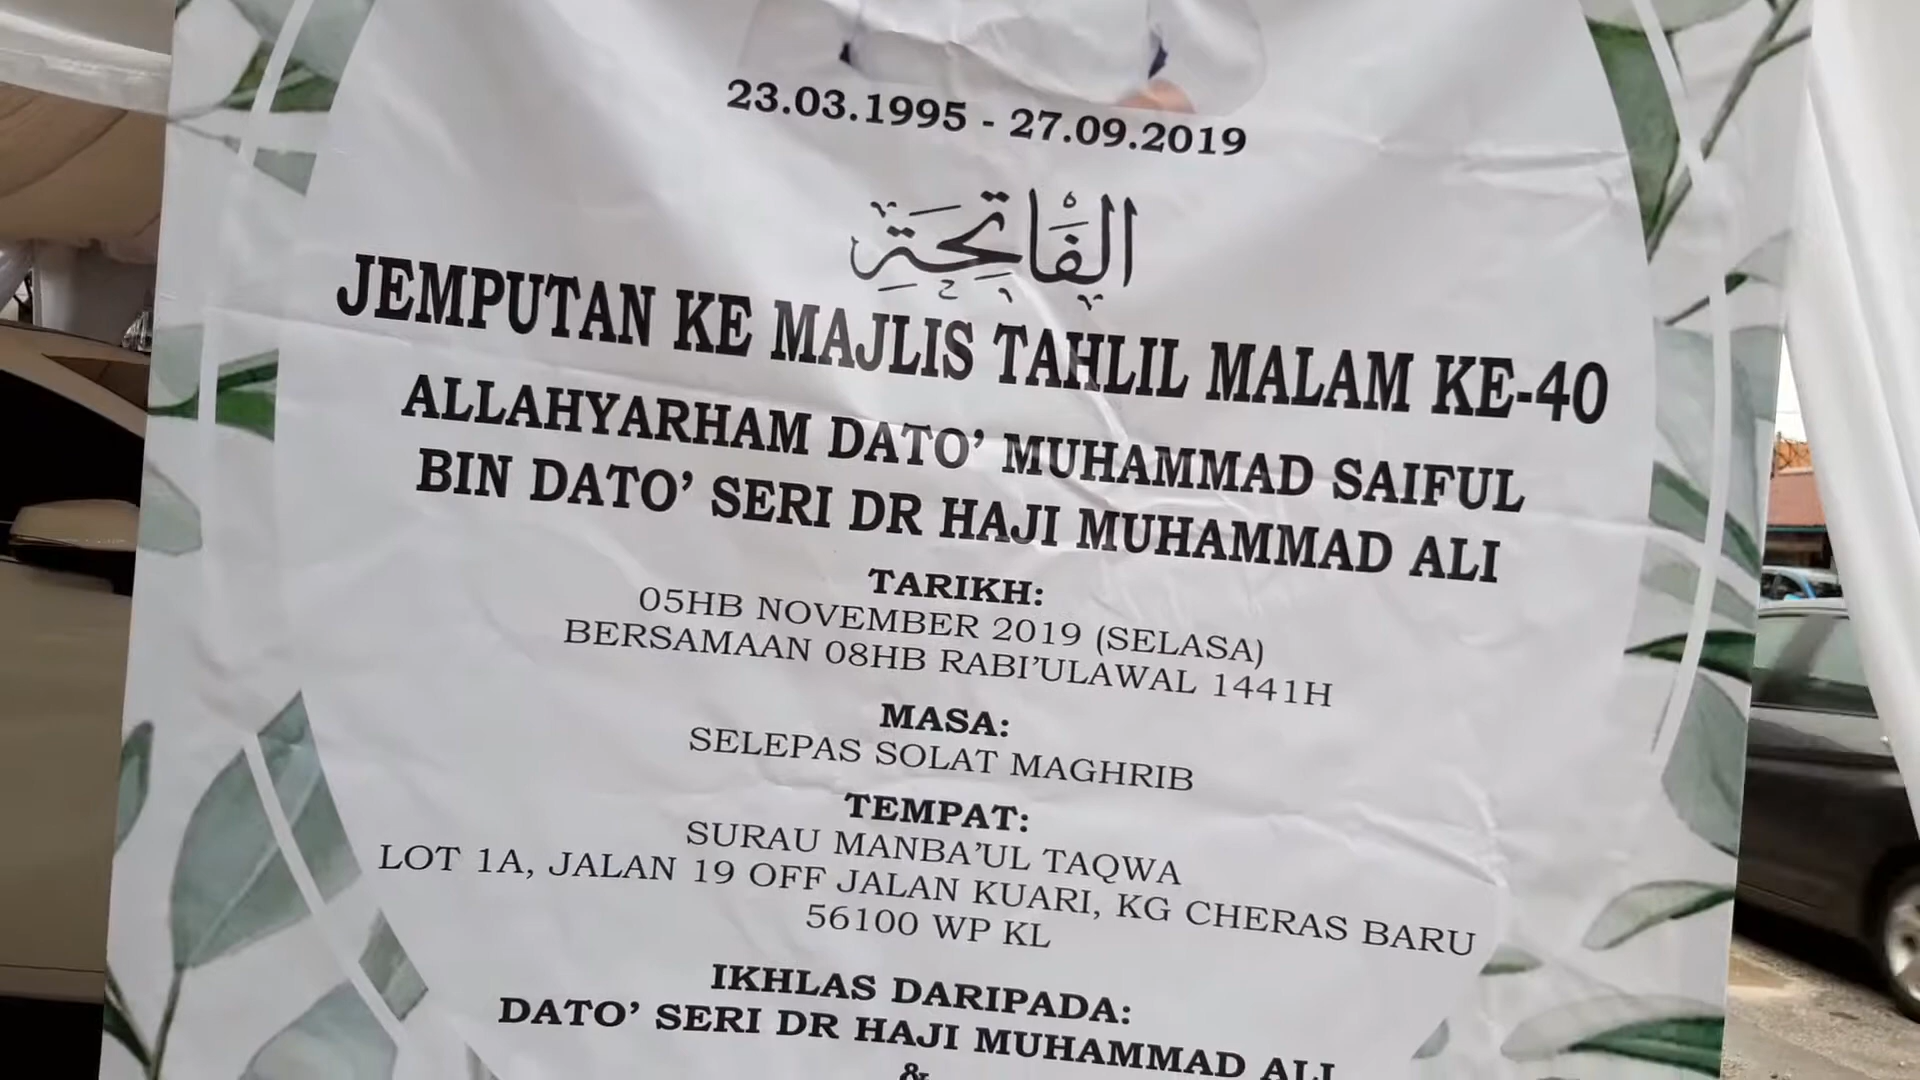 23.03.1995 - 27.09.2019
الْفَاتِحَة
JEMPUTAN KE MAJLIS TAHLIL MALAM KE-40
ALLAHYARHAM DATO’ MUHAMMAD SAIFUL
BIN DATO’ SERI DR HAJI MUHAMMAD ALI
TARIKH:
05HB NOVEMBER 2019 (SELASA)
BERSAMAAN 08HB RABI’ULAWAL 1441H
MASA:
SELEPAS SOLAT MAGHRIB
TEMPAT:
SURAU MANBA’UL TAQWA
LOT 1A, JALAN 19 OFF JALAN KUARI, KG CHERAS BARU
56100 WP KL
IKHLAS DARIPADA:
DATO’ SERI DR HAJI MUHAMMAD ALI
&